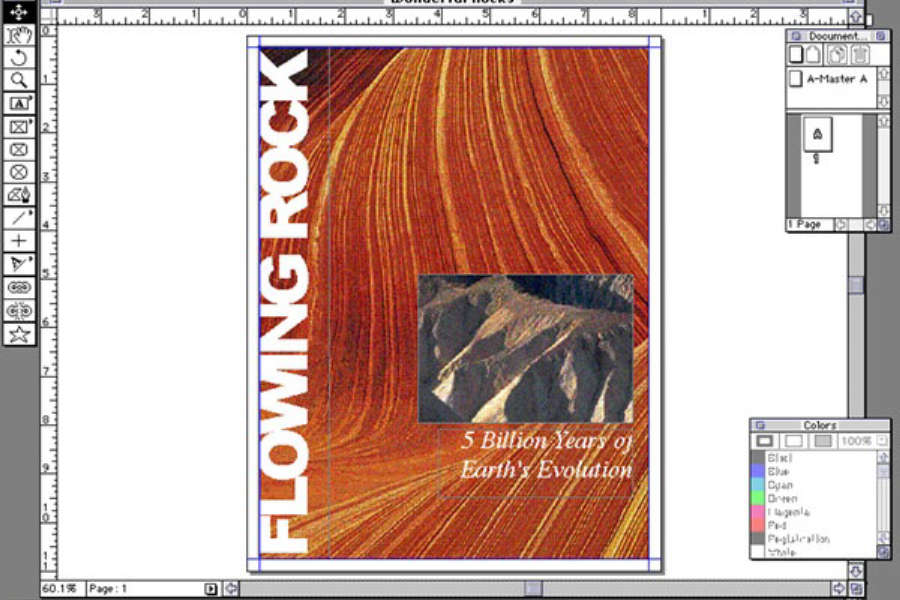 Wonderful Rocks
Document...
A-Master A
A
1 Page
FLOWING ROCK
5 Billion Years of
Earth's Evolution
Colors
100%
Black
Blue
Cyan
Green
Magenta
Red
Registration
White
60.1%
Page: 1